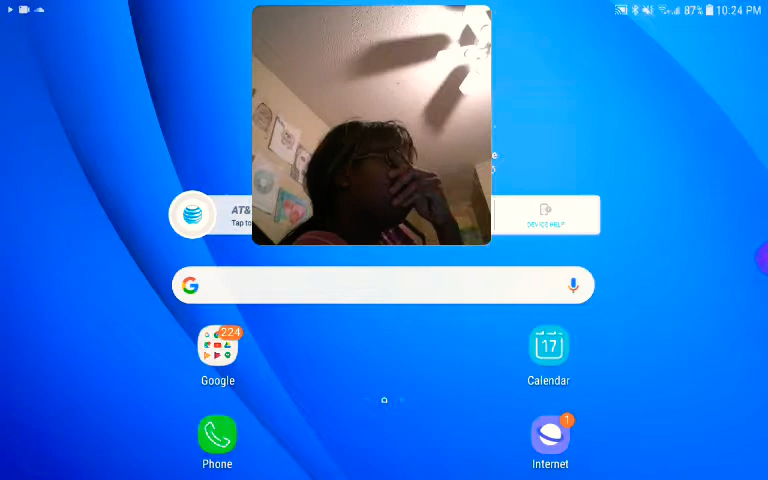 87% 10:24 PM
AT&
Tap to
DEVICE HELP
G
224
17
Google
Calendar
1
Phone
Internet